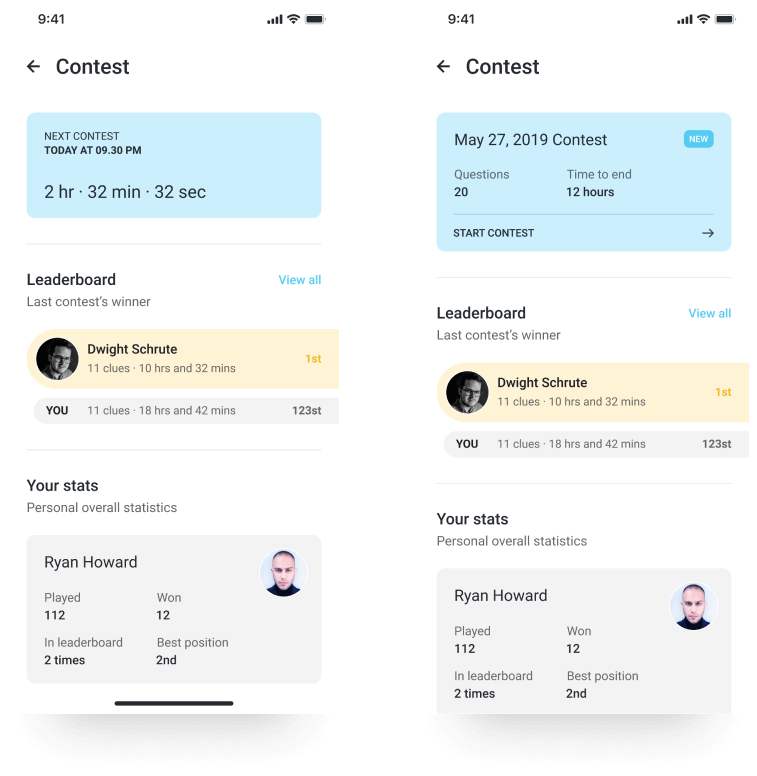 9:41
Contest
NEXT CONTEST
TODAY AT 09.30 PM
2 hr · 32 min · 32 sec
Leaderboard
View all
Last contest's winner
Dwight Schrute
11 clues · 10 hrs and 32 mins
1st
YOU
11 clues · 18 hrs and 42 mins
123st
Your stats
Personal overall statistics
Ryan Howard
Played
Won
112
12
In leaderboard
Best position
2 times
2nd
9:41
Contest
May 27, 2019 Contest
NEW
Questions
Time to end
20
12 hours
START CONTEST
Leaderboard
View all
Last contest's winner
Dwight Schrute
11 clues · 10 hrs and 32 mins
1st
YOU
11 clues · 18 hrs and 42 mins
123st
Your stats
Personal overall statistics
Ryan Howard
Played
Won
112
12
In leaderboard
Best position
2 times
2nd